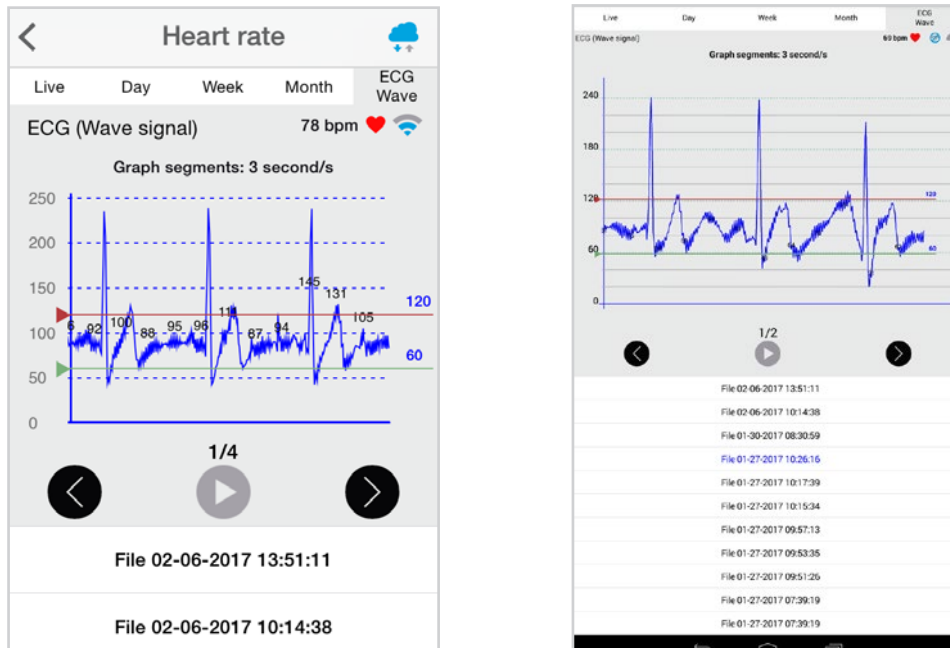 Heart rate
Live Day Week Month ECG Wave
ECG (Wave signal) 78 bpm
Graph segments: 3 second/s
250
200
150
100
50
0
120
60
92 100 88 95 96 87 94 145 131 105
1/4
File 02-06-2017 13:51:11
File 02-06-2017 10:14:38
Live Day Week Month ECG Wave
ECG (Wave signal) 60 bpm
Graph segments: 3 second/s
240
180
120
60
0
120
60
1/2
File 02-06-2017 13:51:11
File 02-06-2017 10:14:38
File 01-30-2017 08:30:59
File 01-27-2017 10:26:16
File 01-27-2017 10:17:39
File 01-27-2017 10:15:34
File 01-27-2017 09:57:13
File 01-27-2017 09:53:35
File 01-27-2017 09:51:26
File 01-27-2017 07:39:19
File 01-27-2017 07:39:19